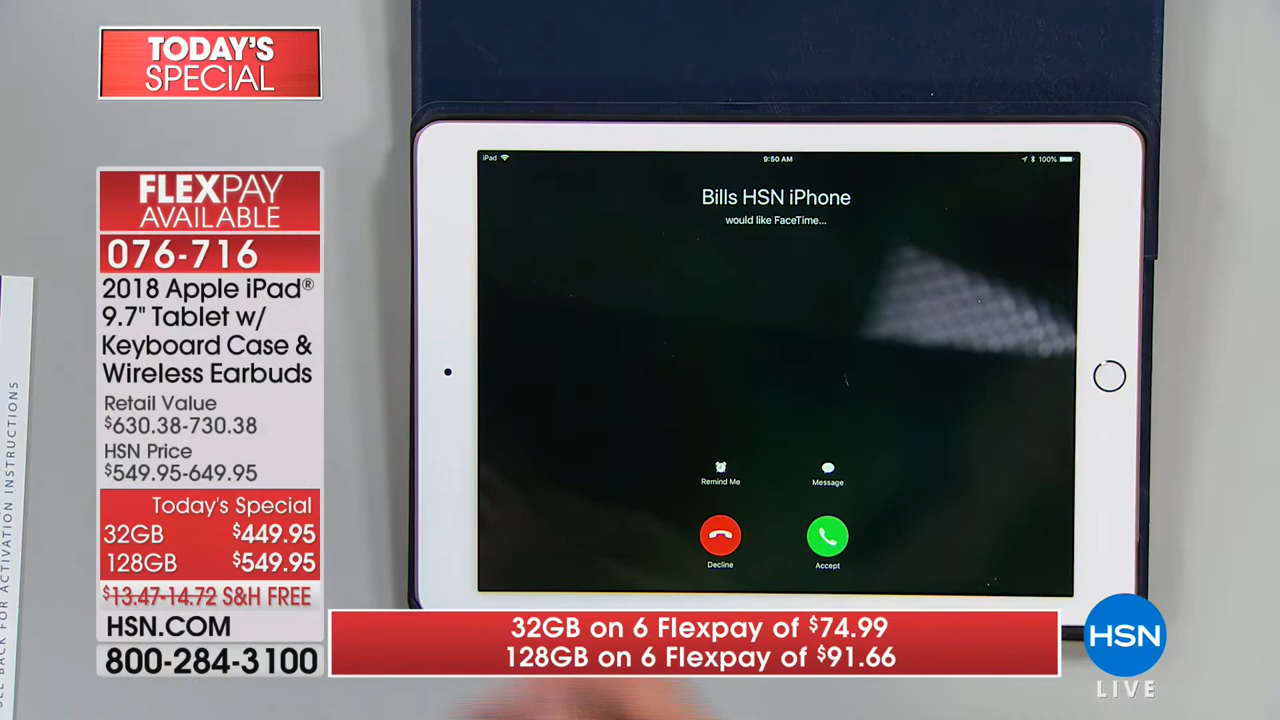 TODAY'S
SPECIAL
FLEXPAY
AVAILABLE
076-716
2018 Apple iPad®
9.7" Tablet w/
Keyboard Case &
Wireless Earbuds
Retail Value
$630.38-730.38
HSN Price
$549.95-649.95
Today's Special
32GB $449.95
128GB $549.95
$13.47-14.72 S&H FREE
HSN.COM
800-284-3100
iPad
9:50 AM
100%
Bills HSN iPhone
would like FaceTime...
Remind Me
Message
Decline
Accept
32GB on 6 Flexpay of $74.99
128GB on 6 Flexpay of $91.66
HSN
LIVE
BACK FOR ACTIVATION INSTRUCTIONS